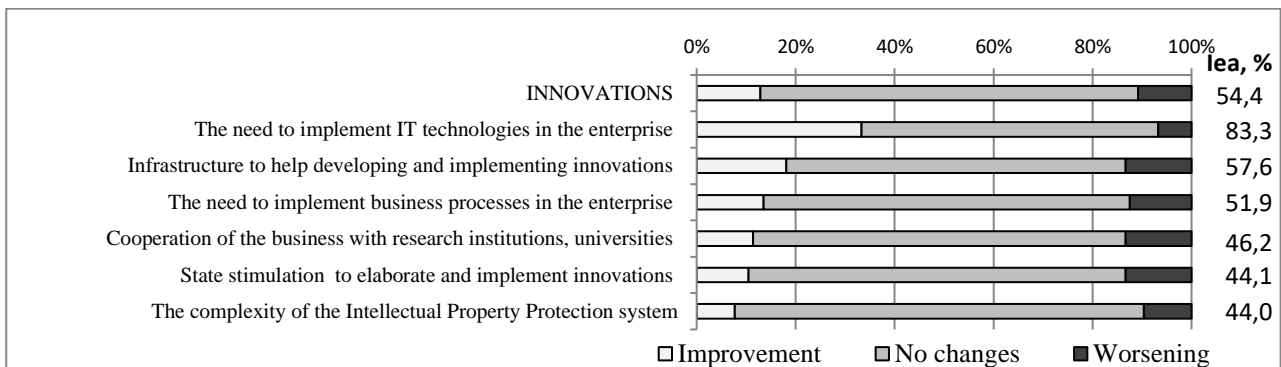 0% 20% 40% 60% 80% 100%
Iea, %
INNOVATIONS 54,4
The need to implement IT technologies in the enterprise 83,3
Infrastructure to help developing and implementing innovations 57,6
The need to implement business processes in the enterprise 51,9
Cooperation of the business with research institutions, universities 46,2
State stimulation to elaborate and implement innovations 44,1
The complexity of the Intellectual Property Protection system 44,0
Improvement No changes Worsening